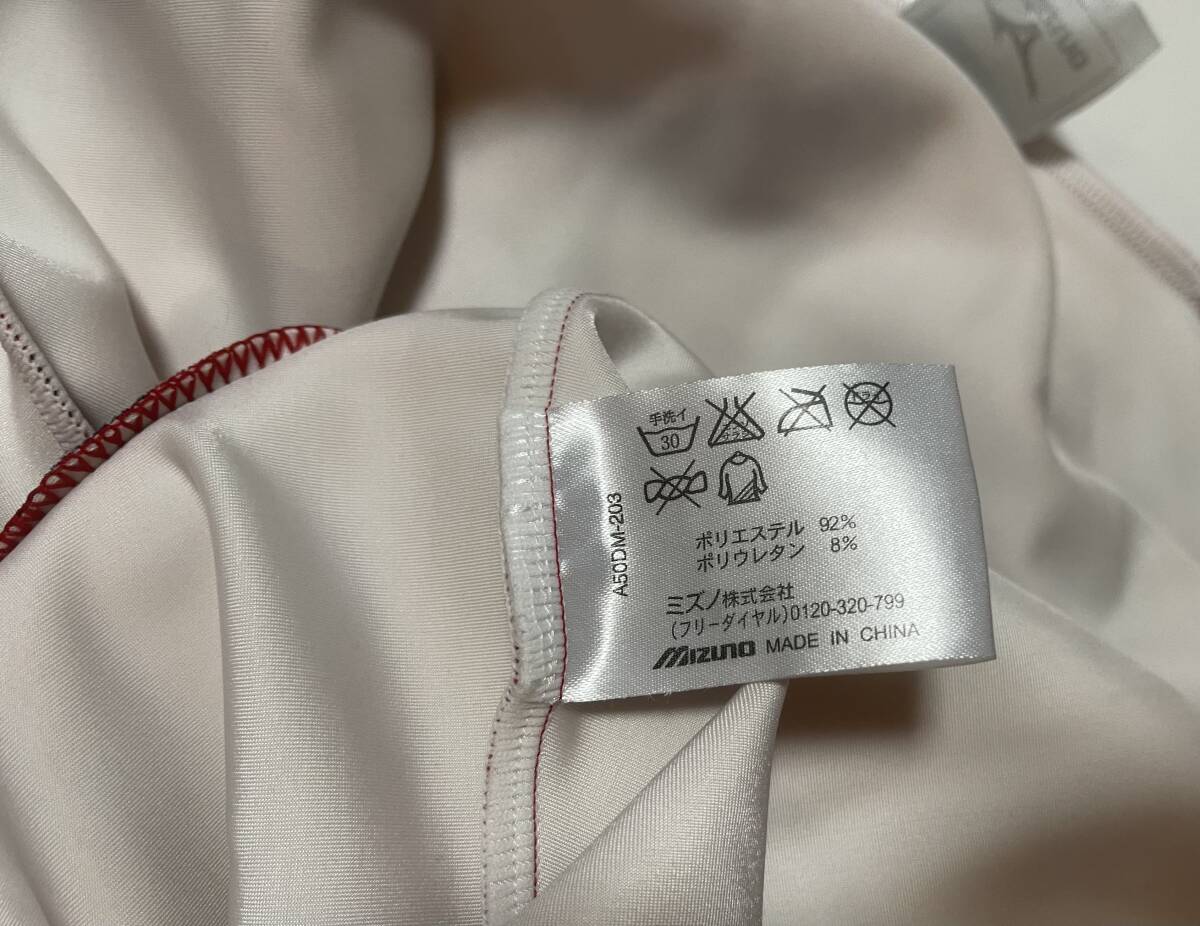 手洗イ
30
A50DM-203
ポリエステル 92%
ポリウレタン 8%
ミズノ株式会社
(フリーダイヤル)0120-320-799
MIZUNO MADE IN CHINA